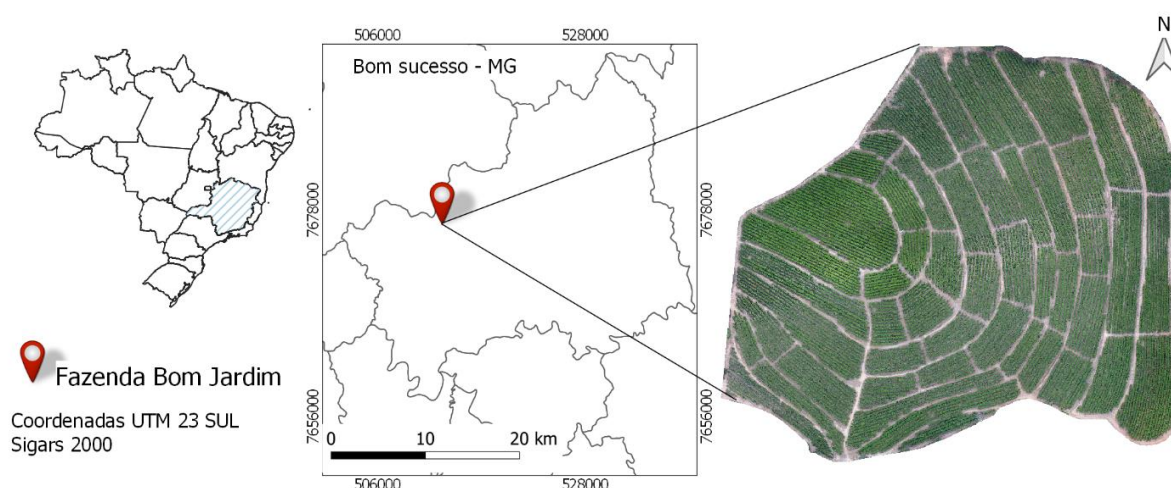 506000
528000
N
Bom sucesso - MG
7678000
7678000
Fazenda Bom Jardim
Coordenadas UTM 23 SUL
Sigars 2000
7656000
7656000
0
10
20 km
506000
528000